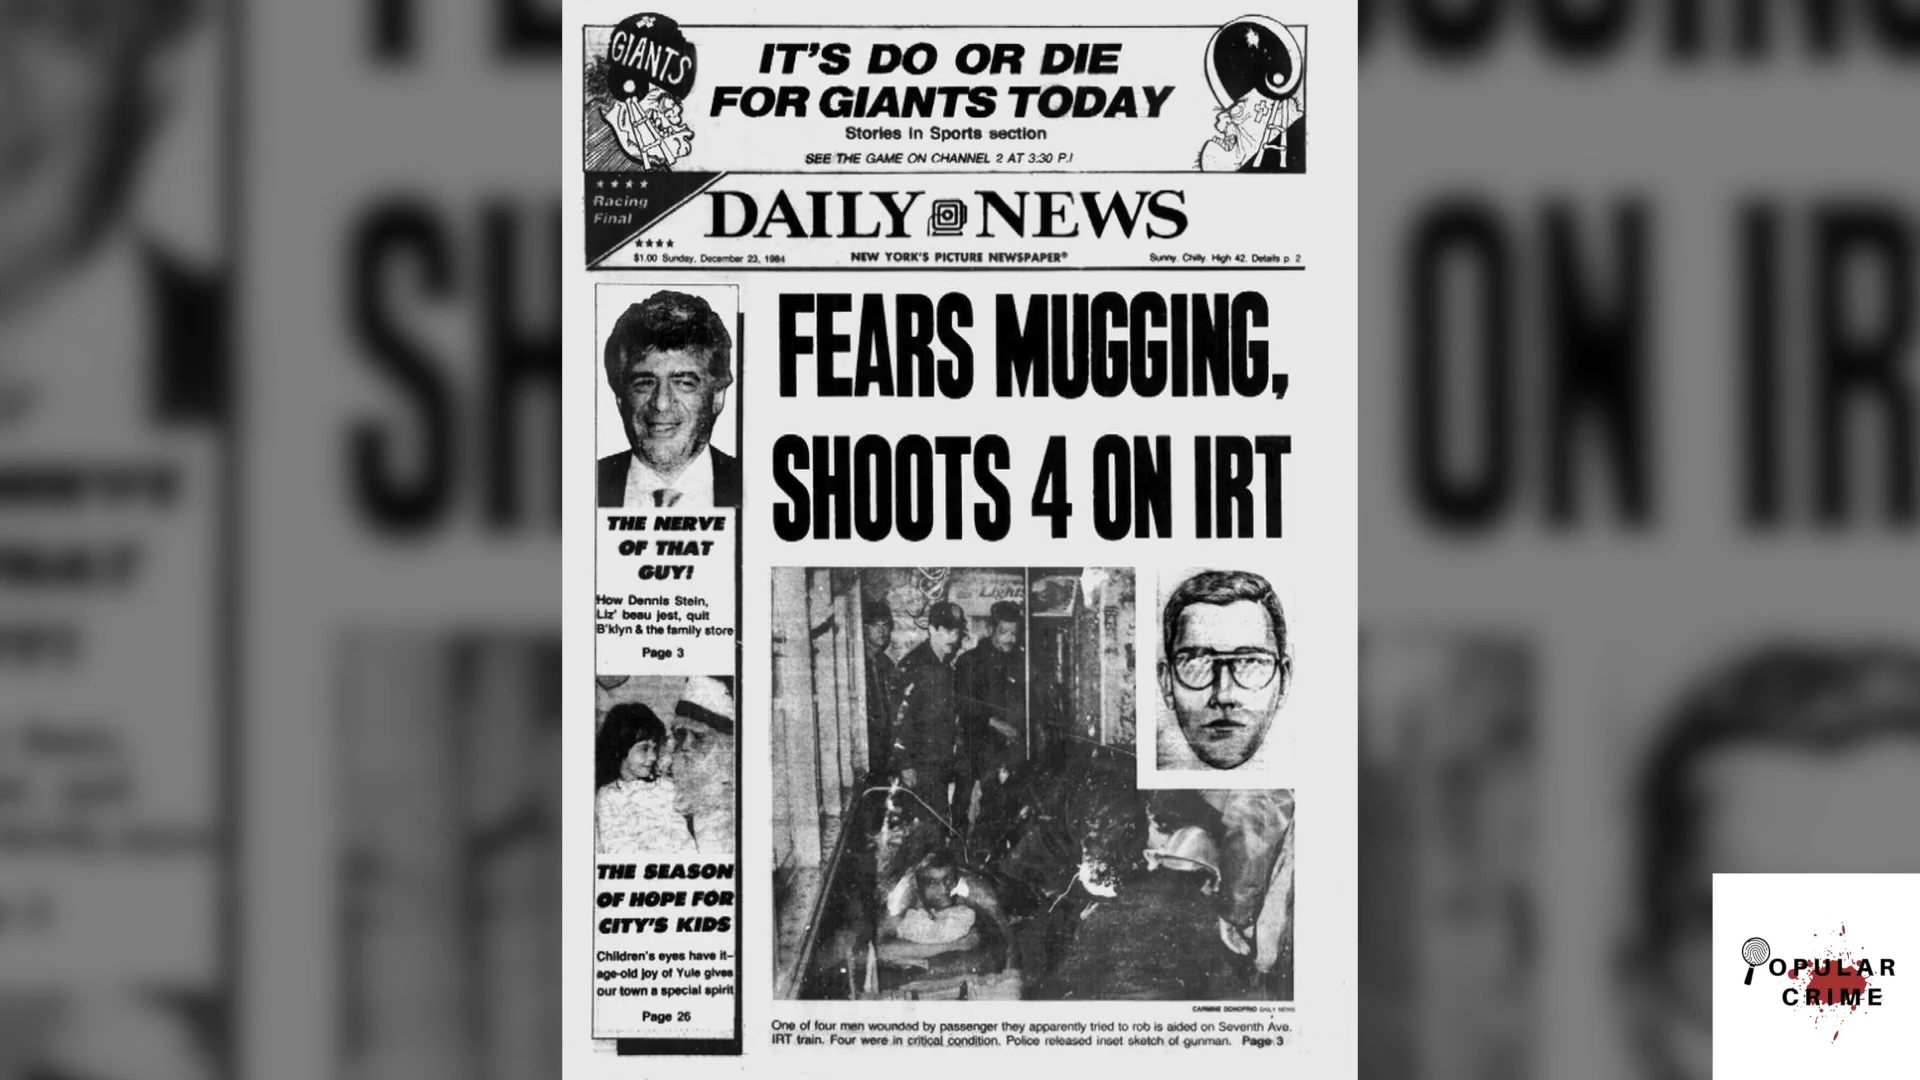 GIANTS
IT'S DO OR DIE
FOR GIANTS TODAY
Stories in Sports section
SEE THE GAME ON CHANNEL 2 AT 3:30 P.
Racing
Final
DAILY NEWS
$1.00 Sunday, December 23, 1984
NEW YORK'S PICTURE NEWSPAPER®
Sunny. Chilly. High 42. Details p. 2
FEARS MUGGING,
SHOOTS 4 ON IRT
THE NERVE
OF THAT
GUY!
How Dennis Stein,
Liz' beau jest, quit
B'klyn & the family store
Page 3
THE SEASON
OF HOPE FOR
CITY'S KIDS
Children's eyes have it—
age-old joy of Yule gives
our town a special spirit
Page 26
Lights
CARMINE DONOFRIO DAILY NEWS
One of four men wounded by passenger they apparently tried to rob is aided on Seventh Ave.
IRT train. Four were in critical condition. Police released inset sketch of gunman. Page 3
POPULAR
CRIME